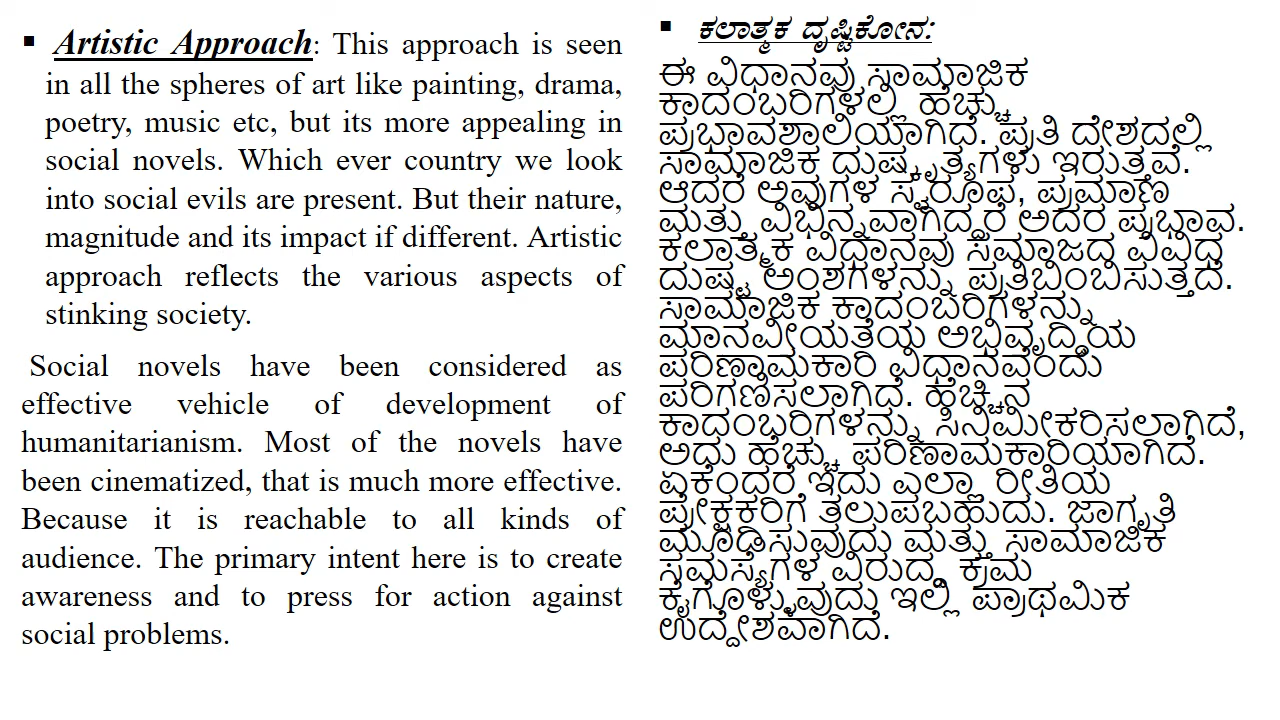 ▪ Artistic Approach: This approach is seen
in all the spheres of art like painting, drama,
poetry, music etc, but its more appealing in
social novels. Which ever country we look
into social evils are present. But their nature,
magnitude and its impact if different. Artistic
approach reflects the various aspects of
stinking society.
Social novels have been considered as
effective vehicle of development of
humanitarianism. Most of the novels have
been cinematized, that is much more effective.
Because it is reachable to all kinds of
audience. The primary intent here is to create
awareness and to press for action against
social problems.
▪ ಕಲಾತ್ಮಕ ದೃಷ್ಟಿಕೋನ:
ಈ ವಿಧಾನವು ಸಾಮಾಜಿಕ
ಕಾದಂಬರಿಗಳಲ್ಲಿ ಹೆಚ್ಚು
ಪ್ರಭಾವಶಾಲಿಯಾಗಿದೆ. ಪ್ರತಿ ದೇಶದಲ್ಲಿ
ಸಾಮಾಜಿಕ ದುಷ್ಕೃತ್ಯಗಳು ಇರುತ್ತವೆ.
ಆದರೆ ಅವುಗಳ ಸ್ವರೂಫ, ಪ್ರಮಾಣ
ಮತ್ತು ವಿಭಿನ್ನವಾಗಿದ್ದರೆ ಅದರ ಪ್ರಭಾವ.
ಕಲಾತ್ಮಕ ವಿಧಾನವು ಸಮಾಜದ ವಿವಿಧ
ದುಷ್ಟ ಅಂಶಗಳನ್ನು ಪ್ರತಿಬಿಂಬಿಸುತ್ತದೆ.
ಸಾಮಾಜಿಕ ಕಾದಂಬರಿಗಳನ್ನು
ಮಾನವೀಯತೆಯ ಅಭಿವೃದ್ಧಿಯ
ಪರಿಣಾಮಕಾರಿ ವಿಧಾನವೆಂದು
ಪರಿಗಣಿಸಲಾಗಿದೆ. ಹೆಚ್ಚಿನ
ಕಾದಂಬರಿಗಳನ್ನು ಸಿನಿಮೀಕರಿಸಲಾಗಿದೆ,
ಅದು ಹೆಚ್ಚು ಪರಿಣಾಮಕಾರಿಯಾಗಿದೆ.
ಏಕೆಂದರೆ ಇದು ಎಲ್ಲಾ ರೀತಿಯ
ಪ್ರೇಕ್ಷಕರಿಗೆ ತಲುಪಬಹುದು. ಜಾಗೃತಿ
ಮೂಡಿಸುವುದು ಮತ್ತು ಸಾಮಾಜಿಕ
ಸಮಸ್ಯೆಗಳ ವಿರುದ್ಧ ಕ್ರಮ
ಕೈಗೊಳ್ಳುವುದು ಇಲ್ಲಿ ಪ್ರಾಥಮಿಕ
ಉದ್ದೇಶವಾಗಿದೆ.